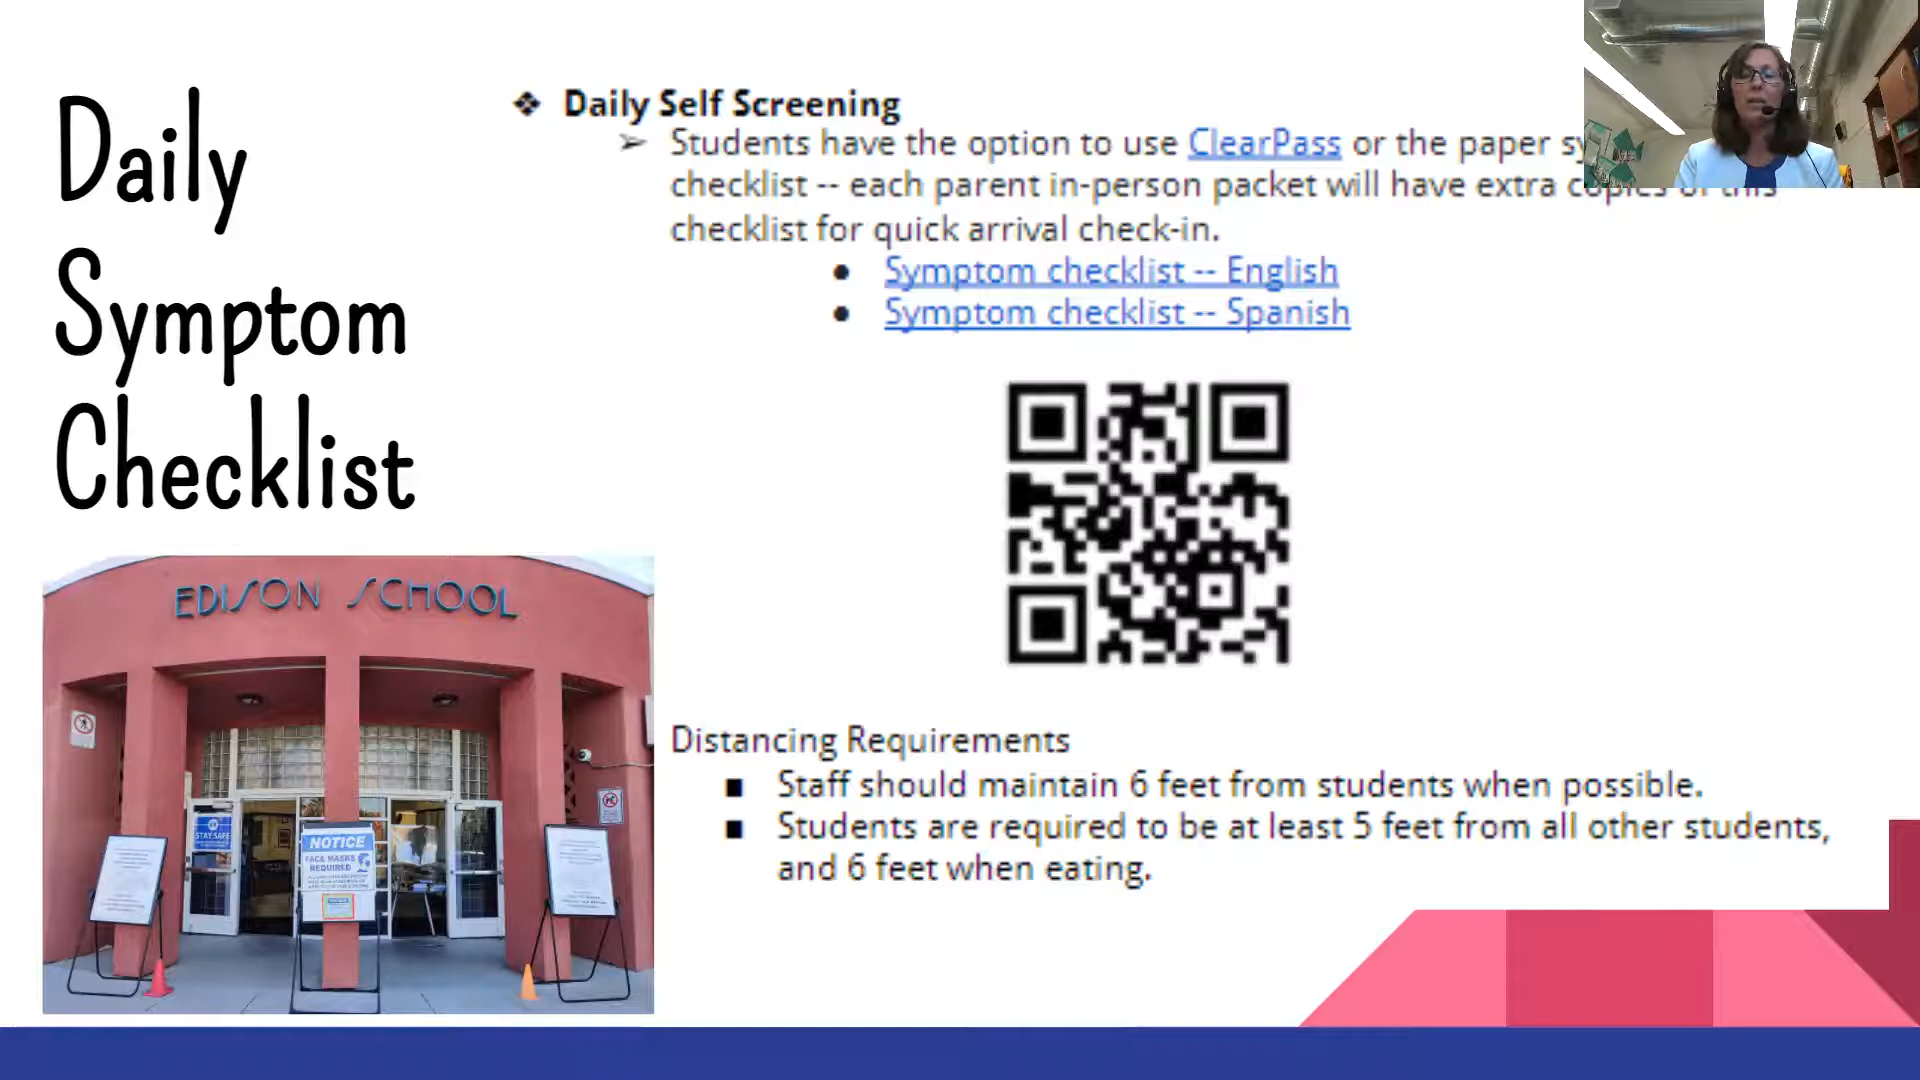 Daily
Symptom
Checklist
❖ Daily Self Screening
➢ Students have the option to use ClearPass or the paper
checklist -- each parent in-person packet will have extra copies of this
checklist for quick arrival check-in.
● Symptom checklist -- English
● Symptom checklist -- Spanish
EDISON SCHOOL
STAY SAFE
NOTICE
FACE MASKS
REQUIRED
Distancing Requirements
■ Staff should maintain 6 feet from students when possible.
■ Students are required to be at least 5 feet from all other students,
and 6 feet when eating.